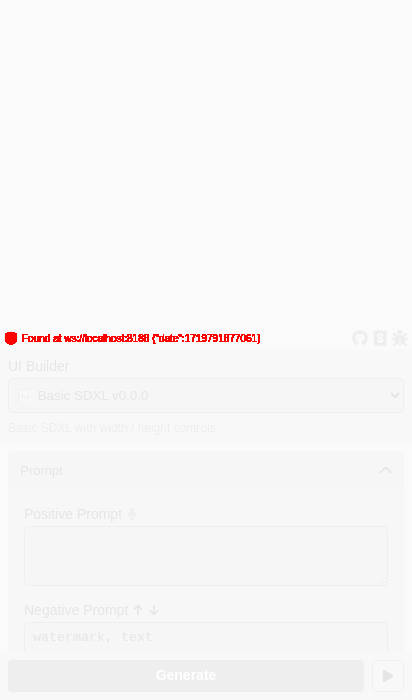 Found at ws://localhost:8188 {"date":1719791877061}
UI Builder
Basic SDXL v0.0.0
Basic SDXL with width / height controls
Prompt
Positive Prompt
Negative Prompt
watermark, text
Generate